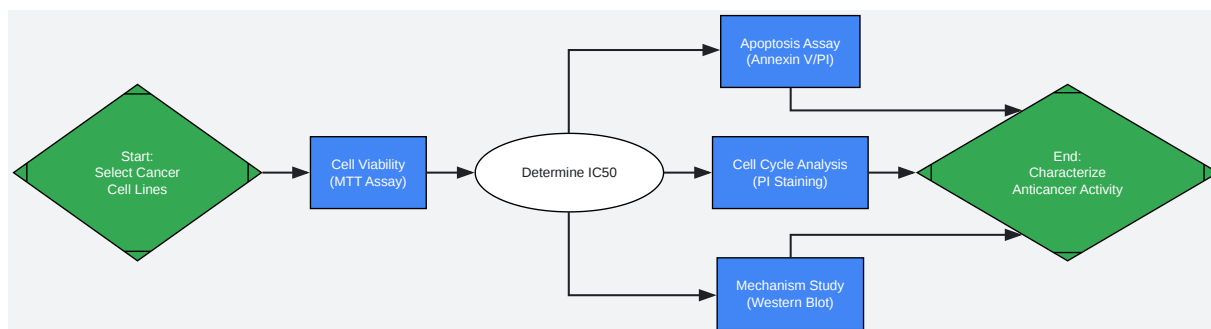 Start:
Select Cancer
Cell Lines
Cell Viability
(MTT Assay)
Determine IC50
Apoptosis Assay
(Annexin V/PI)
Cell Cycle Analysis
(PI Staining)
Mechanism Study
(Western Blot)
End:
Characterize
Anticancer Activity